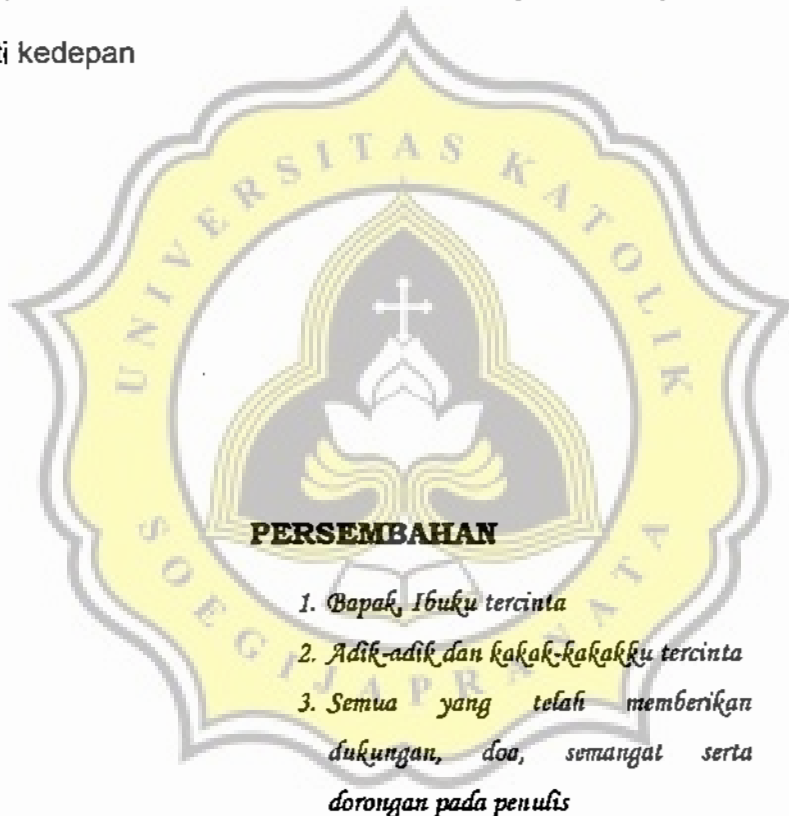 kedepan
UNIVERSITAS KATOLIK
SOEGIJAPRANATA
PERSEMBAHAN
1. Bapak, Ibuku tercinta
2. Adik-adik dan kakak-kakakku tercinta
3. Semua yang telah memberikan
dukungan, doa, semangat serta
dorongan pada penulis